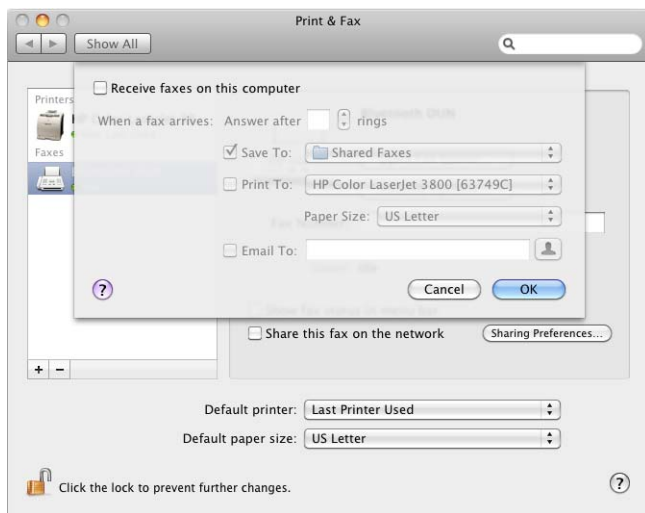 Print & Fax
Show All
Receive faxes on this computer
Printers
When a fax arrives: Answer after rings
Faxes
Save To: Shared Faxes
Print To: HP Color LaserJet 3800 [63749C]
Paper Size: US Letter
Email To:
? Cancel OK
Share this fax on the network Sharing Preferences...
+ −
Default printer: Last Printer Used
Default paper size: US Letter
Click the lock to prevent further changes. ?